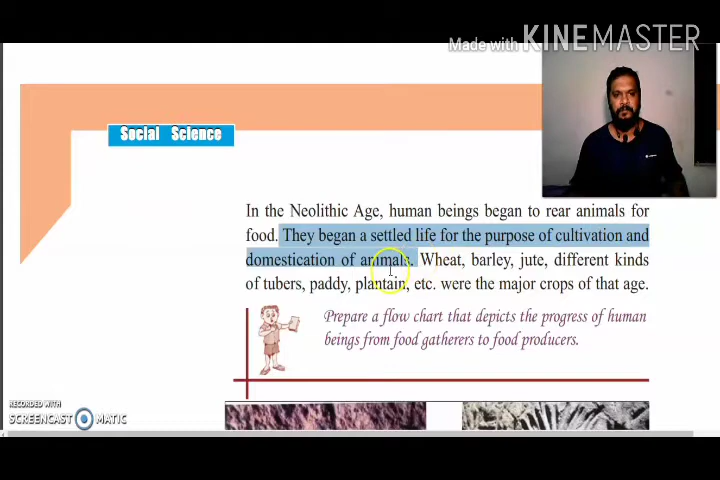 Made with KINEMASTER
Social Science
In the Neolithic Age, human beings began to rear animals for
food. They began a settled life for the purpose of cultivation and
domestication of animals. Wheat, barley, jute, different kinds
of tubers, paddy, plantain, etc. were the major crops of that age.
Prepare a flow chart that depicts the progress of human
beings from food gatherers to food producers.
RECORDED WITH
SCREENCAST MATIC